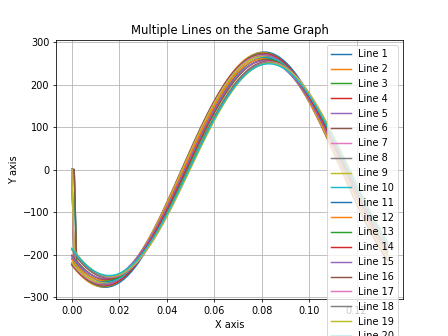 Multiple Lines on the Same Graph
300
200
100
0
−100
−200
−300
Y axis
0.00
0.02
0.04
0.06
0.08
0.10
X axis
Line 1
Line 2
Line 3
Line 4
Line 5
Line 6
Line 7
Line 8
Line 9
Line 10
Line 11
Line 12
Line 13
Line 14
Line 15
Line 16
Line 17
Line 18
Line 19
Line 20